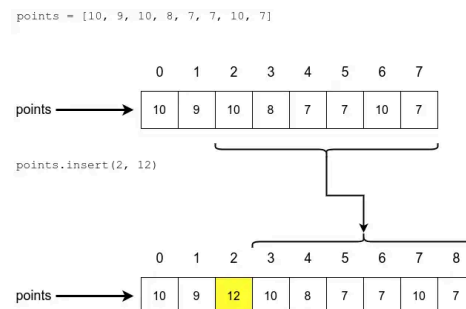 points = [10, 9, 10, 8, 7, 7, 10, 7]
0 1 2 3 4 5 6 7
points 10 9 10 8 7 7 10 7
points.insert(2, 12)
0 1 2 3 4 5 6 7 8
points 10 9 12 10 8 7 7 10 7